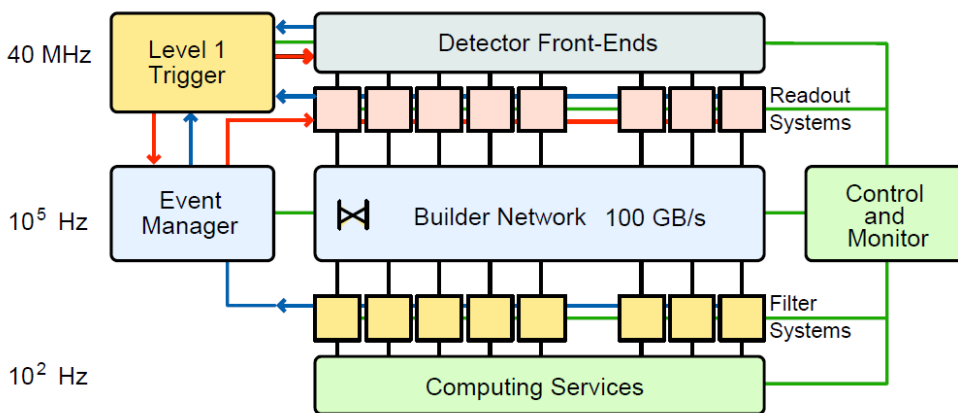 40 MHz
Level 1
Trigger
Detector Front-Ends
Readout
Systems
10⁵ Hz
Event
Manager
Builder Network 100 GB/s
Control
and
Monitor
Filter
Systems
10² Hz
Computing Services